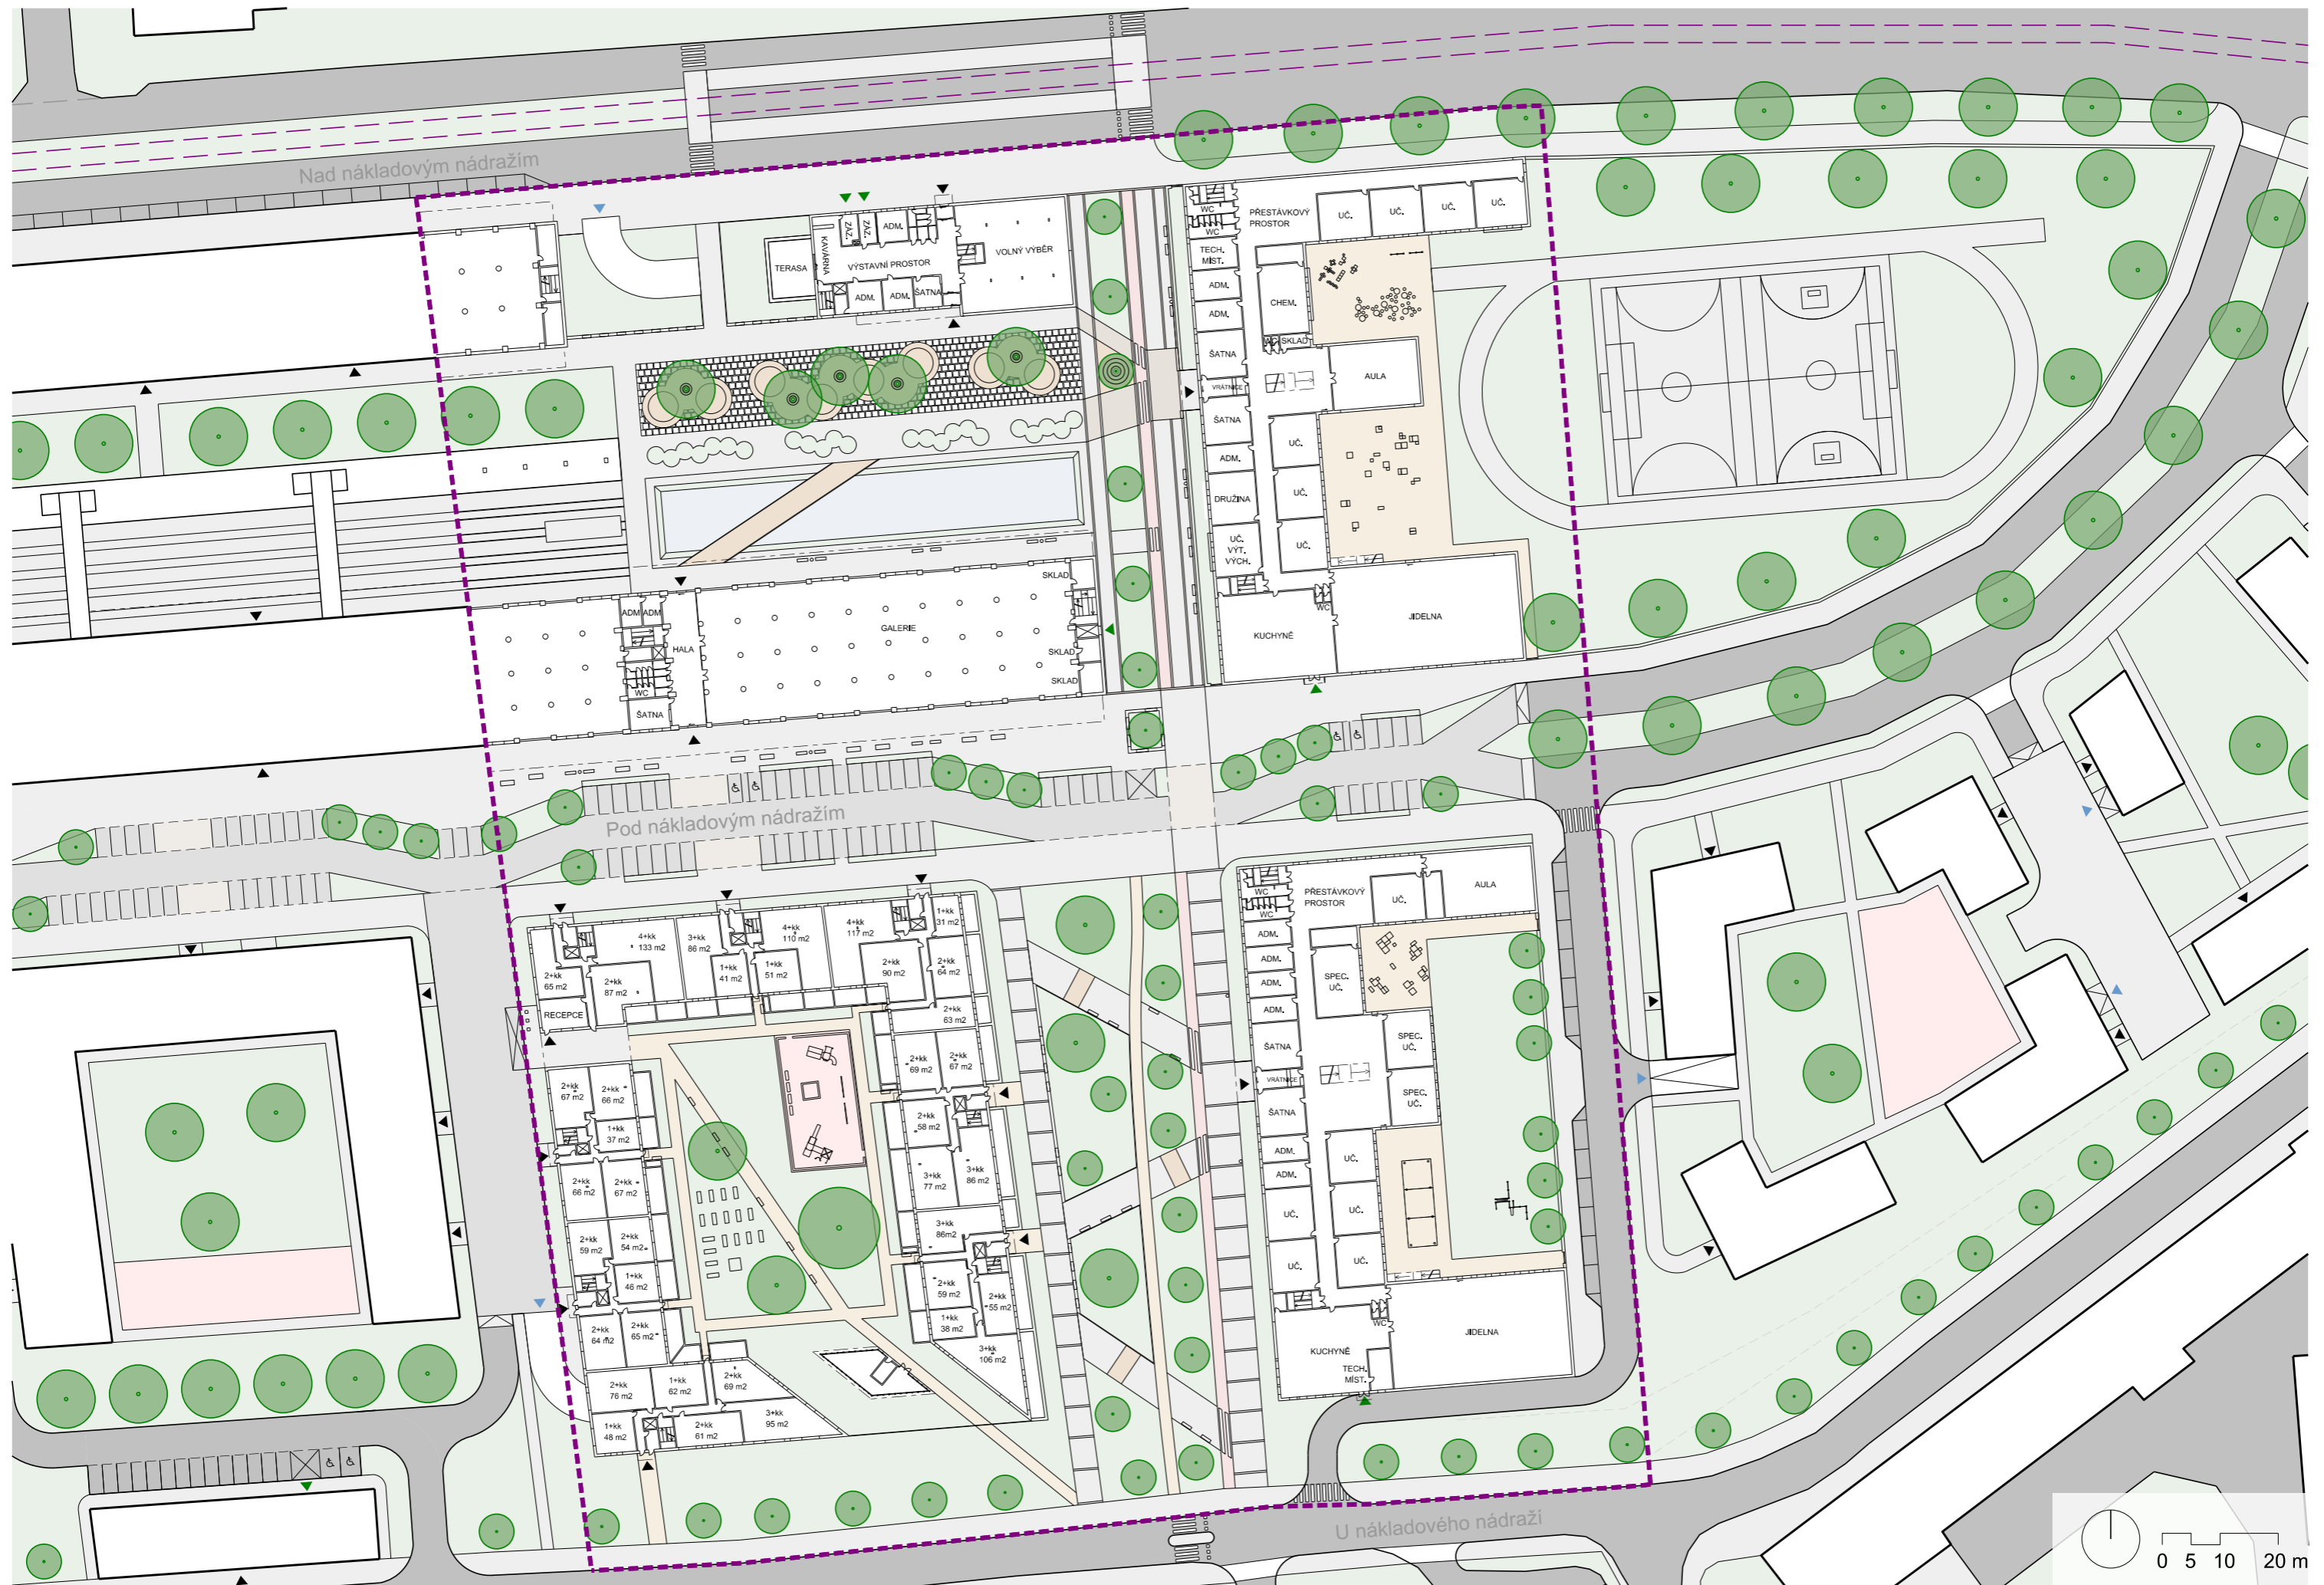 Nad nákladovým nádražím
TERASA
KAVÁRNA
ZÁZ.
ZÁZ.
ADM.
VÝSTAVNÍ PROSTOR
VOLNÝ VÝBĚR
ADM.
ADM.
ŠATNA
WC
WC
PŘESTÁVKOVÝ
PROSTOR
UČ.
UČ.
UČ.
UČ.
TECH.
MÍST.
ADM.
CHEM.
ADM.
WC
SKLAD
ŠATNA
AULA
VRÁTNICE
ŠATNA
UČ.
ADM.
DRUŽINA
UČ.
UČ.
VÝT.
VÝCH.
UČ.
WC
KUCHYNĚ
JÍDELNA
ADM
ADM
HALA
GALERIE
SKLAD
SKLAD
SKLAD
WC
ŠATNA
Pod nákladovým nádražím
4+kk
133 m2
3+kk
86 m2
4+kk
110 m2
4+kk
117 m2
1+kk
31 m2
2+kk
65 m2
2+kk
87 m2
1+kk
41 m2
1+kk
51 m2
2+kk
90 m2
2+kk
64 m2
RECEPCE
2+kk
63 m2
2+kk
67 m2
2+kk
66 m2
1+kk
37 m2
2+kk
69 m2
2+kk
67 m2
2+kk
58 m2
2+kk
66 m2
2+kk
67 m2
3+kk
77 m2
3+kk
86 m2
2+kk
59 m2
2+kk
54 m2
3+kk
86m2
1+kk
46 m2
2+kk
59 m2
2+kk
55 m2
2+kk
64 m2
2+kk
65 m2
1+kk
38 m2
3+kk
106 m2
2+kk
76 m2
1+kk
62 m2
2+kk
69 m2
1+kk
48 m2
2+kk
61 m2
3+kk
95 m2
WC
WC
PŘESTÁVKOVÝ
PROSTOR
UČ.
AULA
ADM.
ADM.
ADM.
ADM.
SPEC.
UČ.
ŠATNA
SPEC.
UČ.
VRÁTNICE
ŠATNA
SPEC.
UČ.
ADM.
ADM.
UČ.
UČ.
UČ.
UČ.
UČ.
WC
KUCHYNĚ
TECH.
MÍST.
JÍDELNA
U nákladového nádraží
0 5 10 20 m